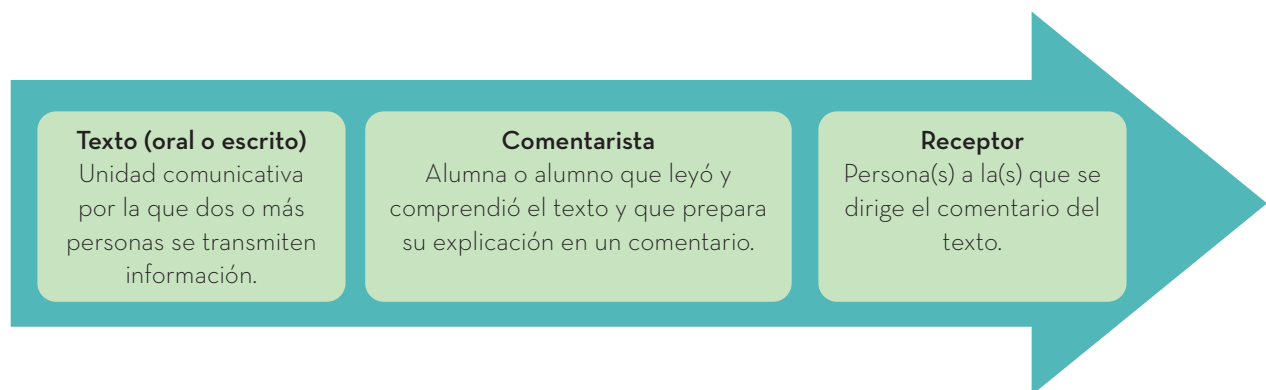 Texto (oral o escrito)
Unidad comunicativa
por la que dos o más
personas se transmiten
información.
Comentarista
Alumna o alumno que leyó y
comprendió el texto y que prepara
su explicación en un comentario.
Receptor
Persona(s) a la(s) que se
dirige el comentario del
texto.